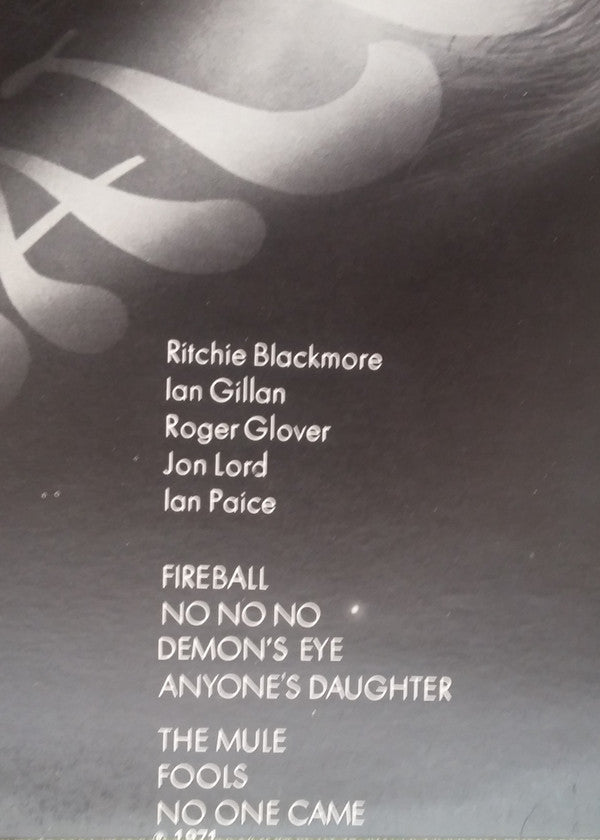 Ritchie Blackmore
Ian Gillan
Roger Glover
Jon Lord
Ian Paice
FIREBALL
NO NO NO
DEMON'S EYE
ANYONE'S DAUGHTER
THE MULE
FOOLS
NO ONE CAME
1971